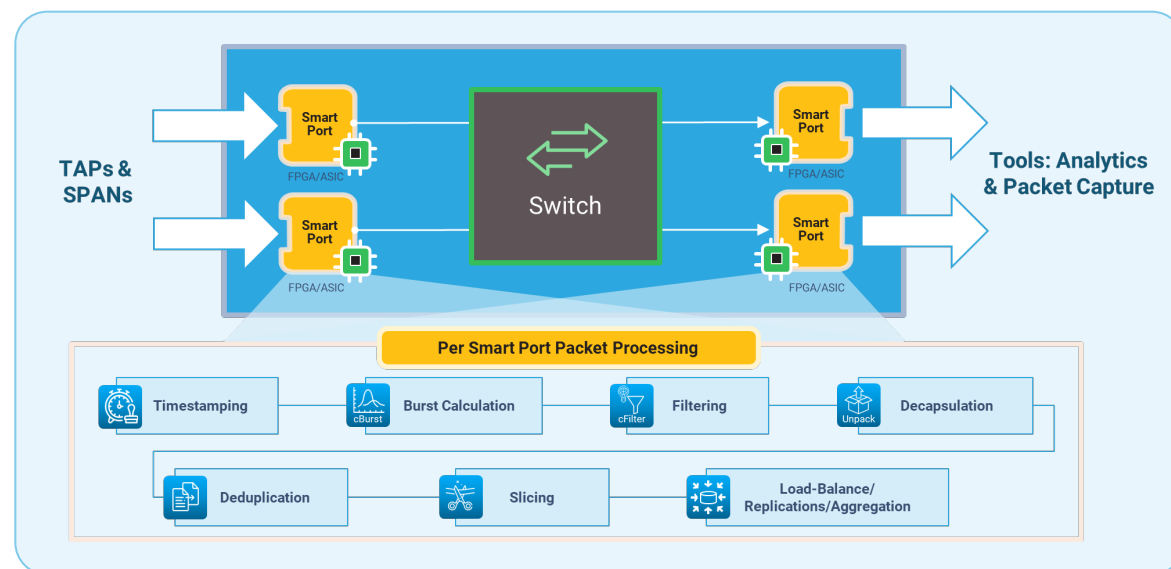 TAPs &
SPANs
Smart
Port
FPGA/ASIC
Smart
Port
FPGA/ASIC
Switch
Smart
Port
FPGA/ASIC
Smart
Port
FPGA/ASIC
Tools: Analytics
& Packet Capture
Per Smart Port Packet Processing
Timestamping
cBurst
Burst Calculation
cFilter
Filtering
Unpack
Decapsulation
Deduplication
Slicing
Load-Balance/
Replications/Aggregation